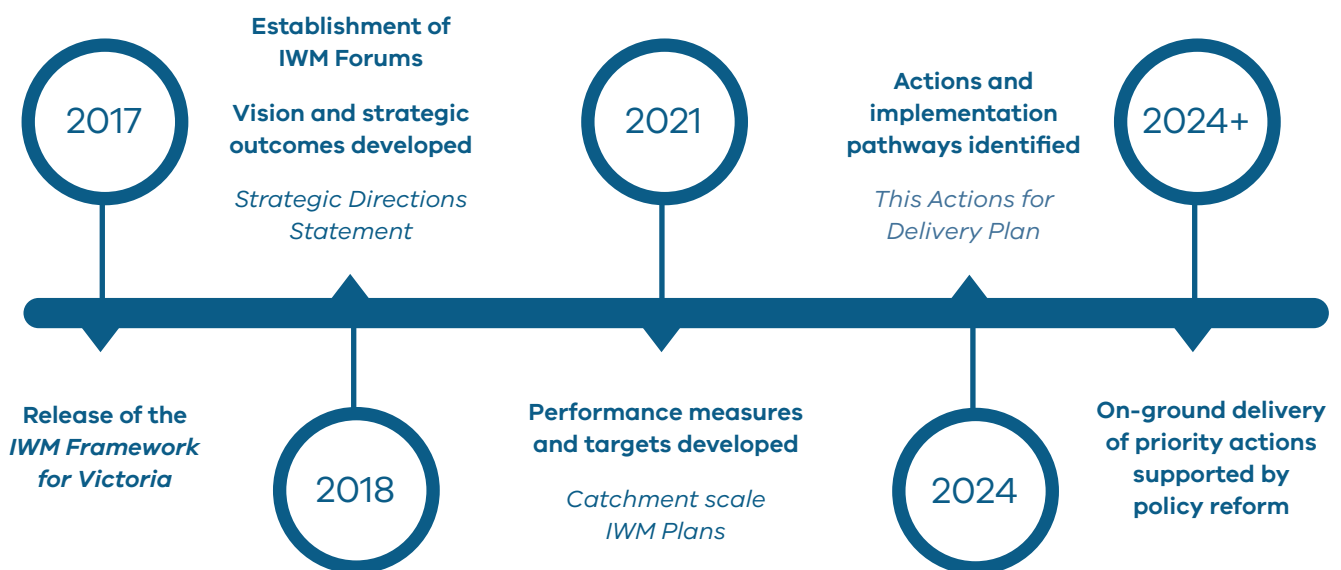 2017
Release of the
IWM Framework
for Victoria
Establishment of
IWM Forums
Vision and strategic
outcomes developed
Strategic Directions
Statement
2018
2021
Performance measures
and targets developed
Catchment scale
IWM Plans
Actions and
implementation
pathways identified
This Actions for
Delivery Plan
2024
2024+
On-ground delivery
of priority actions
supported by
policy reform